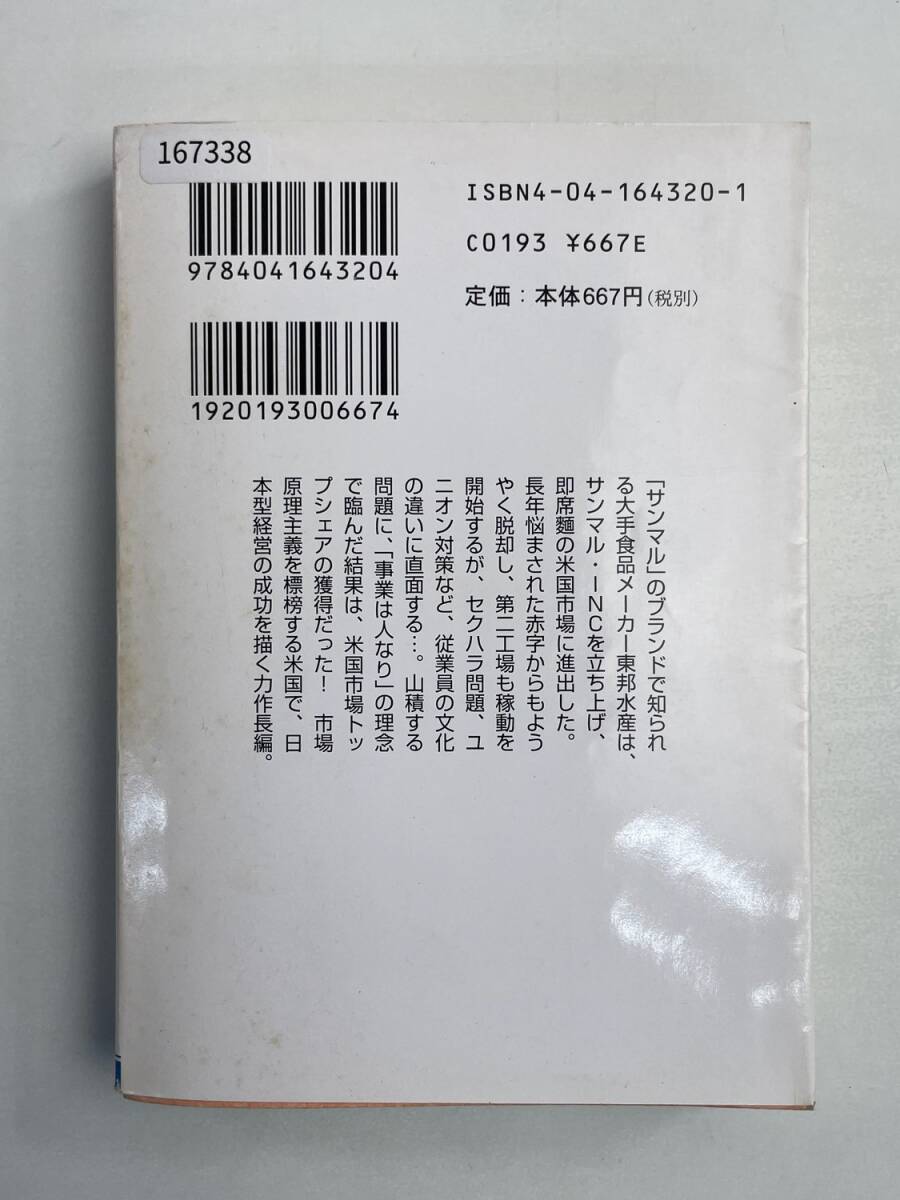 167338
9784041643204
ISBN4-04-164320-1
C0193 ¥667E
定価：本体667円(税別)
1920193006674
「サンマル」のブランドで知られ
る大手食品メーカー東邦水産は、
サンマル・INCを立ち上げ、
即席麺の米国市場に進出した。
長年悩まされた赤字からもよう
やく脱却し、第二工場も稼動を
開始するが、セクハラ問題、ユ
ニオン対策など、従業員の文化
の違いに直面する…。山積する
問題に、「事業は人なり」の理念
で臨んだ結果は、米国市場トッ
プシェアの獲得だった！　市場
原理主義を標榜する米国で、日
本型経営の成功を描く力作長編。